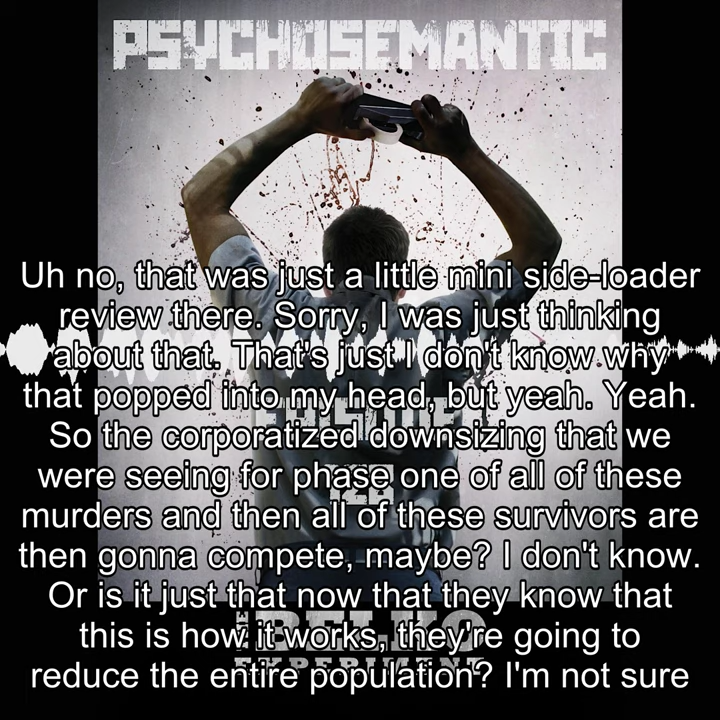 PSYCHOSEMANTIC
Uh no, that was just a little mini side-loader
review there. Sorry, I was just thinking
about that. That's just I don't know why
that popped into my head, but yeah. Yeah.
So the corporatized downsizing that we
were seeing for phase one of all of these
murders and then all of these survivors are
then gonna compete, maybe? I don't know.
Or is it just that now that they know that
this is how it works, they're going to
reduce the entire population? I'm not sure
THE
BELKO
EXPERIMENT